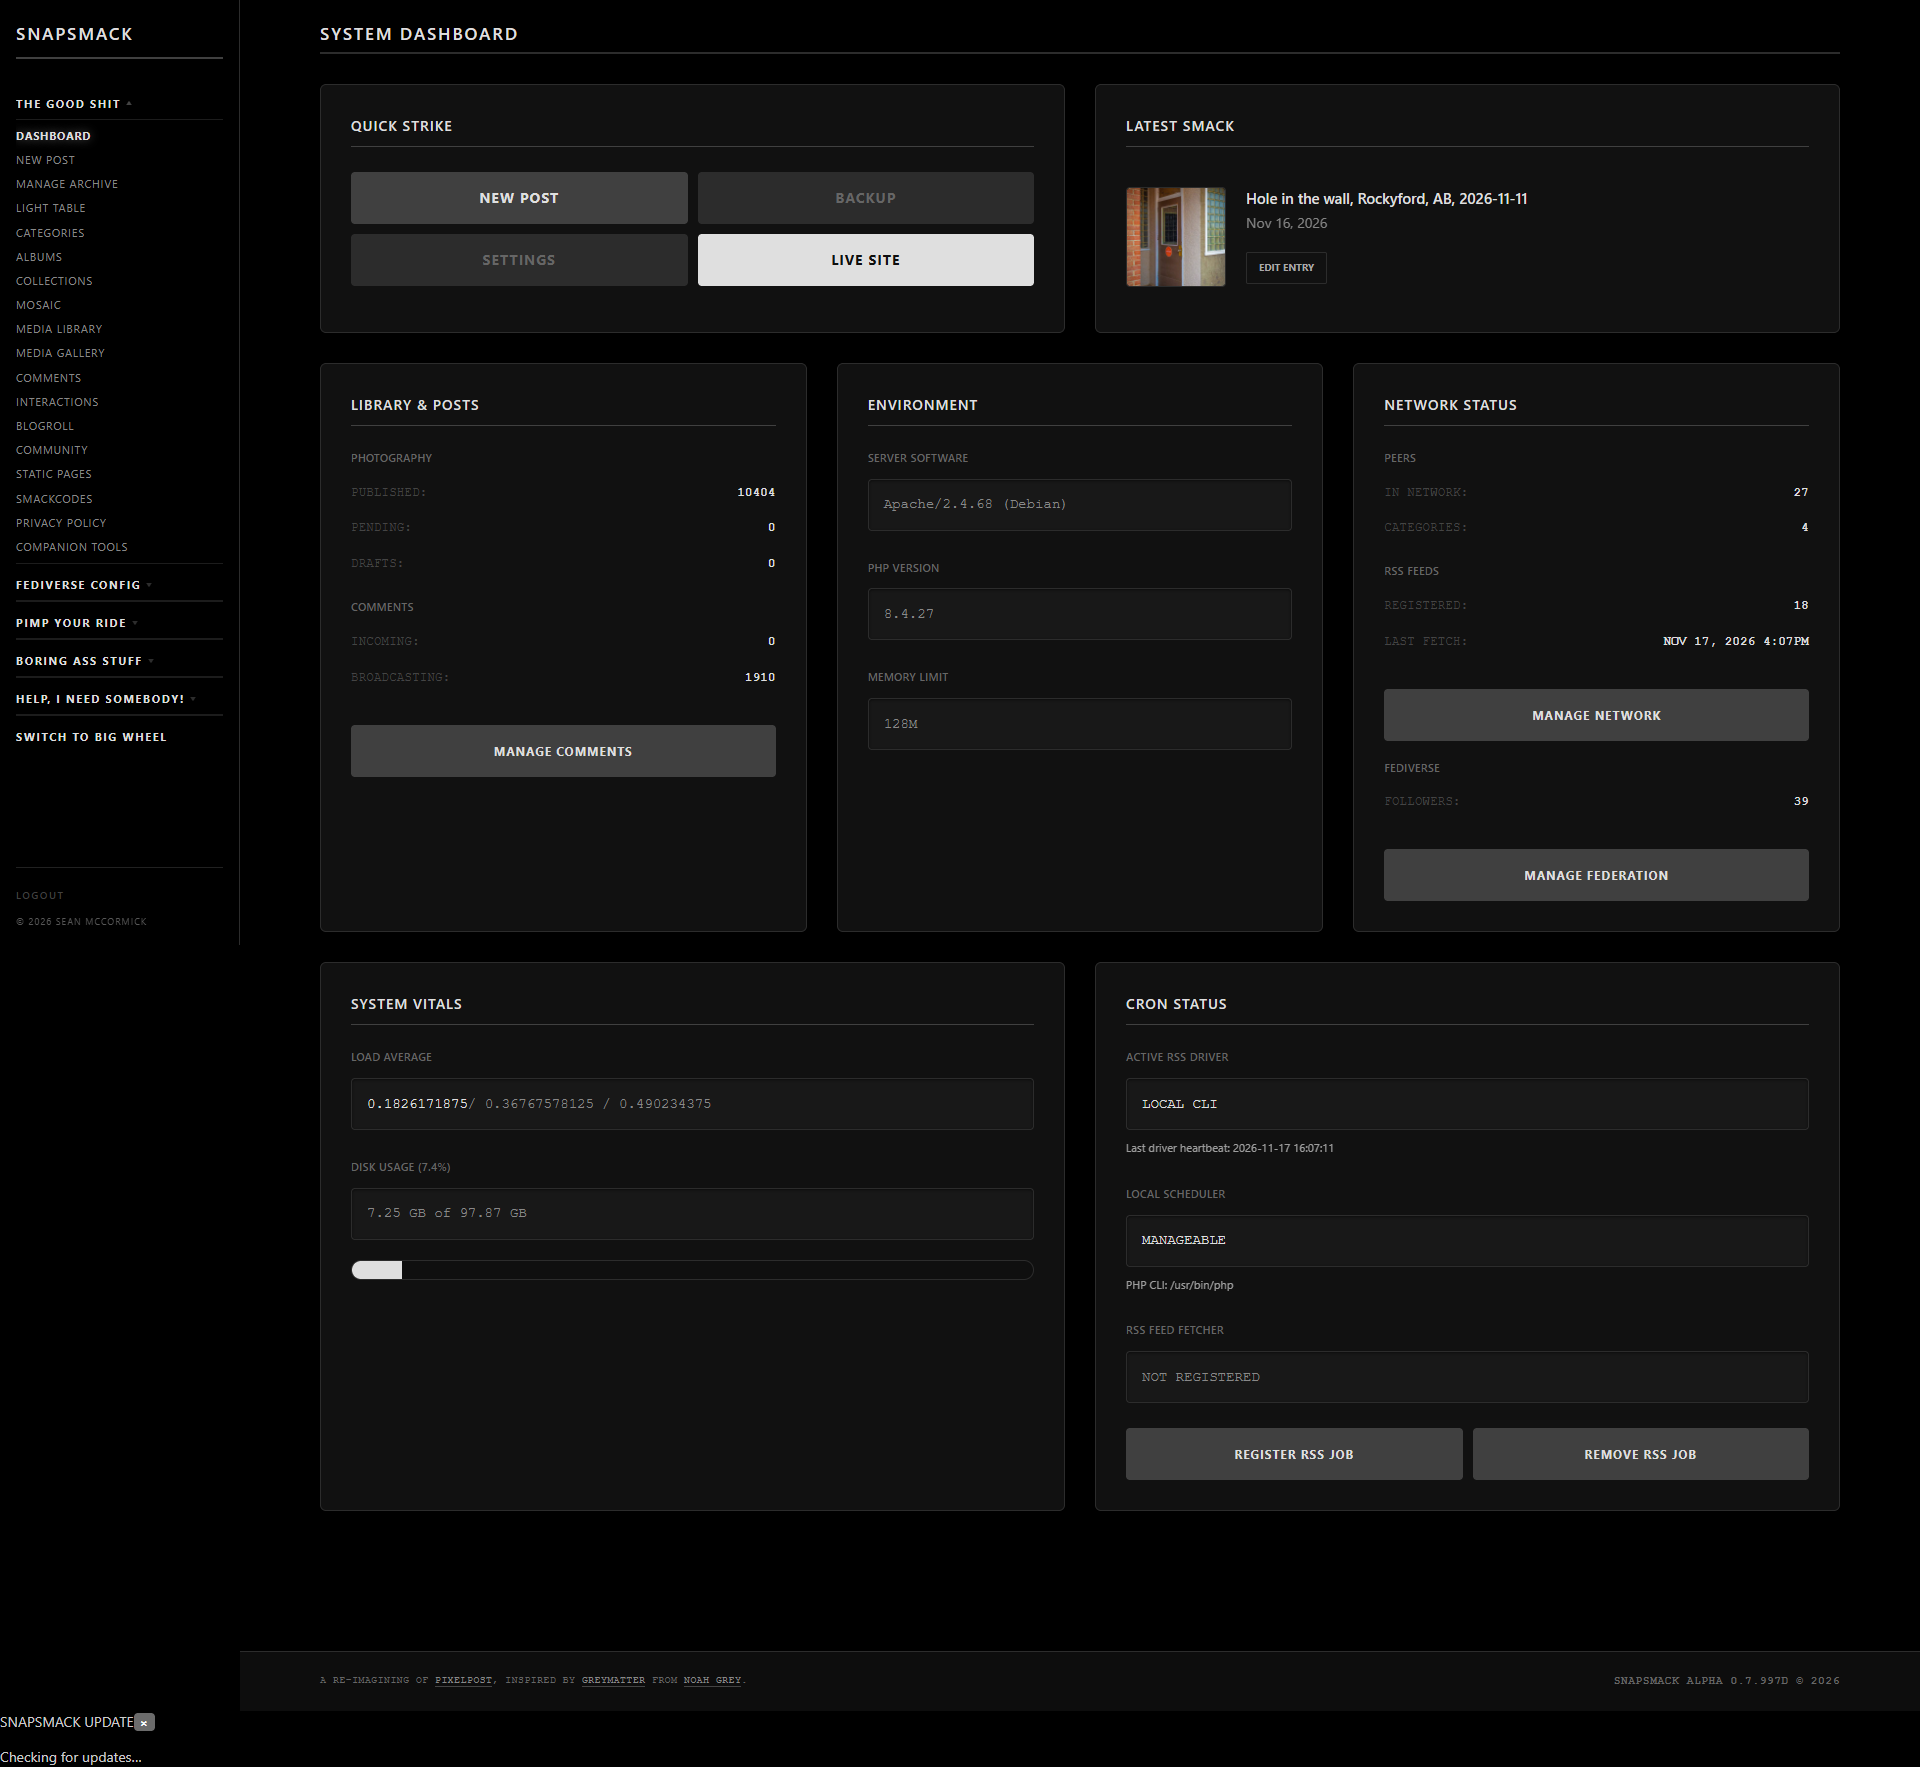 SNAPSMACK
THE GOOD SHIT
DASHBOARD
NEW POST
MANAGE ARCHIVE
LIGHT TABLE
CATEGORIES
ALBUMS
COLLECTIONS
MOSAIC
MEDIA LIBRARY
MEDIA GALLERY
COMMENTS
INTERACTIONS
BLOGROLL
COMMUNITY
STATIC PAGES
SMACKCODES
PRIVACY POLICY
COMPANION TOOLS
FEDIVERSE CONFIG
PIMP YOUR RIDE
BORING ASS STUFF
HELP, I NEED SOMEBODY!
SWITCH TO BIG WHEEL
LOGOUT
© 2026 SEAN MCCORMICK
SYSTEM DASHBOARD
QUICK STRIKE
NEW POST
BACKUP
SETTINGS
LIVE SITE
LATEST SMACK
Hole in the wall, Rockyford, AB, 2026-11-11
Nov 16, 2026
EDIT ENTRY
LIBRARY & POSTS
PHOTOGRAPHY
PUBLISHED: 10404
PENDING: 0
DRAFTS: 0
COMMENTS
INCOMING: 0
BROADCASTING: 1910
MANAGE COMMENTS
ENVIRONMENT
SERVER SOFTWARE
Apache/2.4.68 (Debian)
PHP VERSION
8.4.27
MEMORY LIMIT
128M
NETWORK STATUS
PEERS
IN NETWORK: 27
CATEGORIES: 4
RSS FEEDS
REGISTERED: 18
LAST FETCH: NOV 17, 2026 4:07PM
MANAGE NETWORK
FEDIVERSE
FOLLOWERS: 39
MANAGE FEDERATION
SYSTEM VITALS
LOAD AVERAGE
0.1826171875/ 0.36767578125 / 0.490234375
DISK USAGE (7.4%)
7.25 GB of 97.87 GB
CRON STATUS
ACTIVE RSS DRIVER
LOCAL CLI
Last driver heartbeat: 2026-11-17 16:07:11
LOCAL SCHEDULER
MANAGEABLE
PHP CLI: /usr/bin/php
RSS FEED FETCHER
NOT REGISTERED
REGISTER RSS JOB
REMOVE RSS JOB
A RE-IMAGINING OF PIXELPOST, INSPIRED BY GREYMATTER FROM NOAH GREY.
SNAPSMACK ALPHA 0.7.997D © 2026
SNAPSMACK UPDATE ×
Checking for updates...